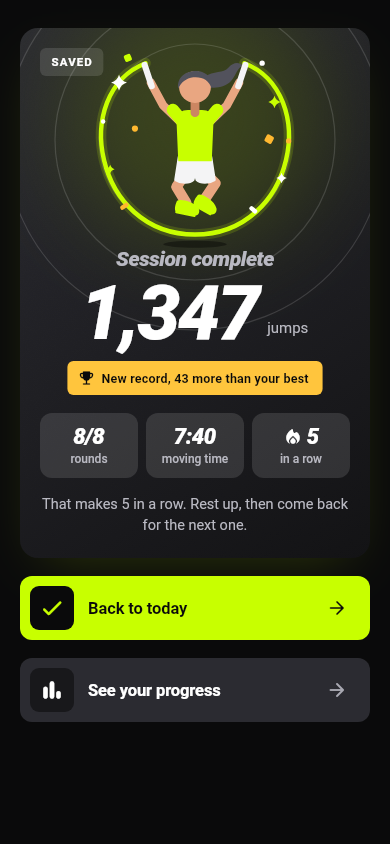 SAVED
Session complete
1,347 jumps
New record, 43 more than your best
8/8
rounds
7:40
moving time
5
in a row
That makes 5 in a row. Rest up, then come back
for the next one.
Back to today
See your progress